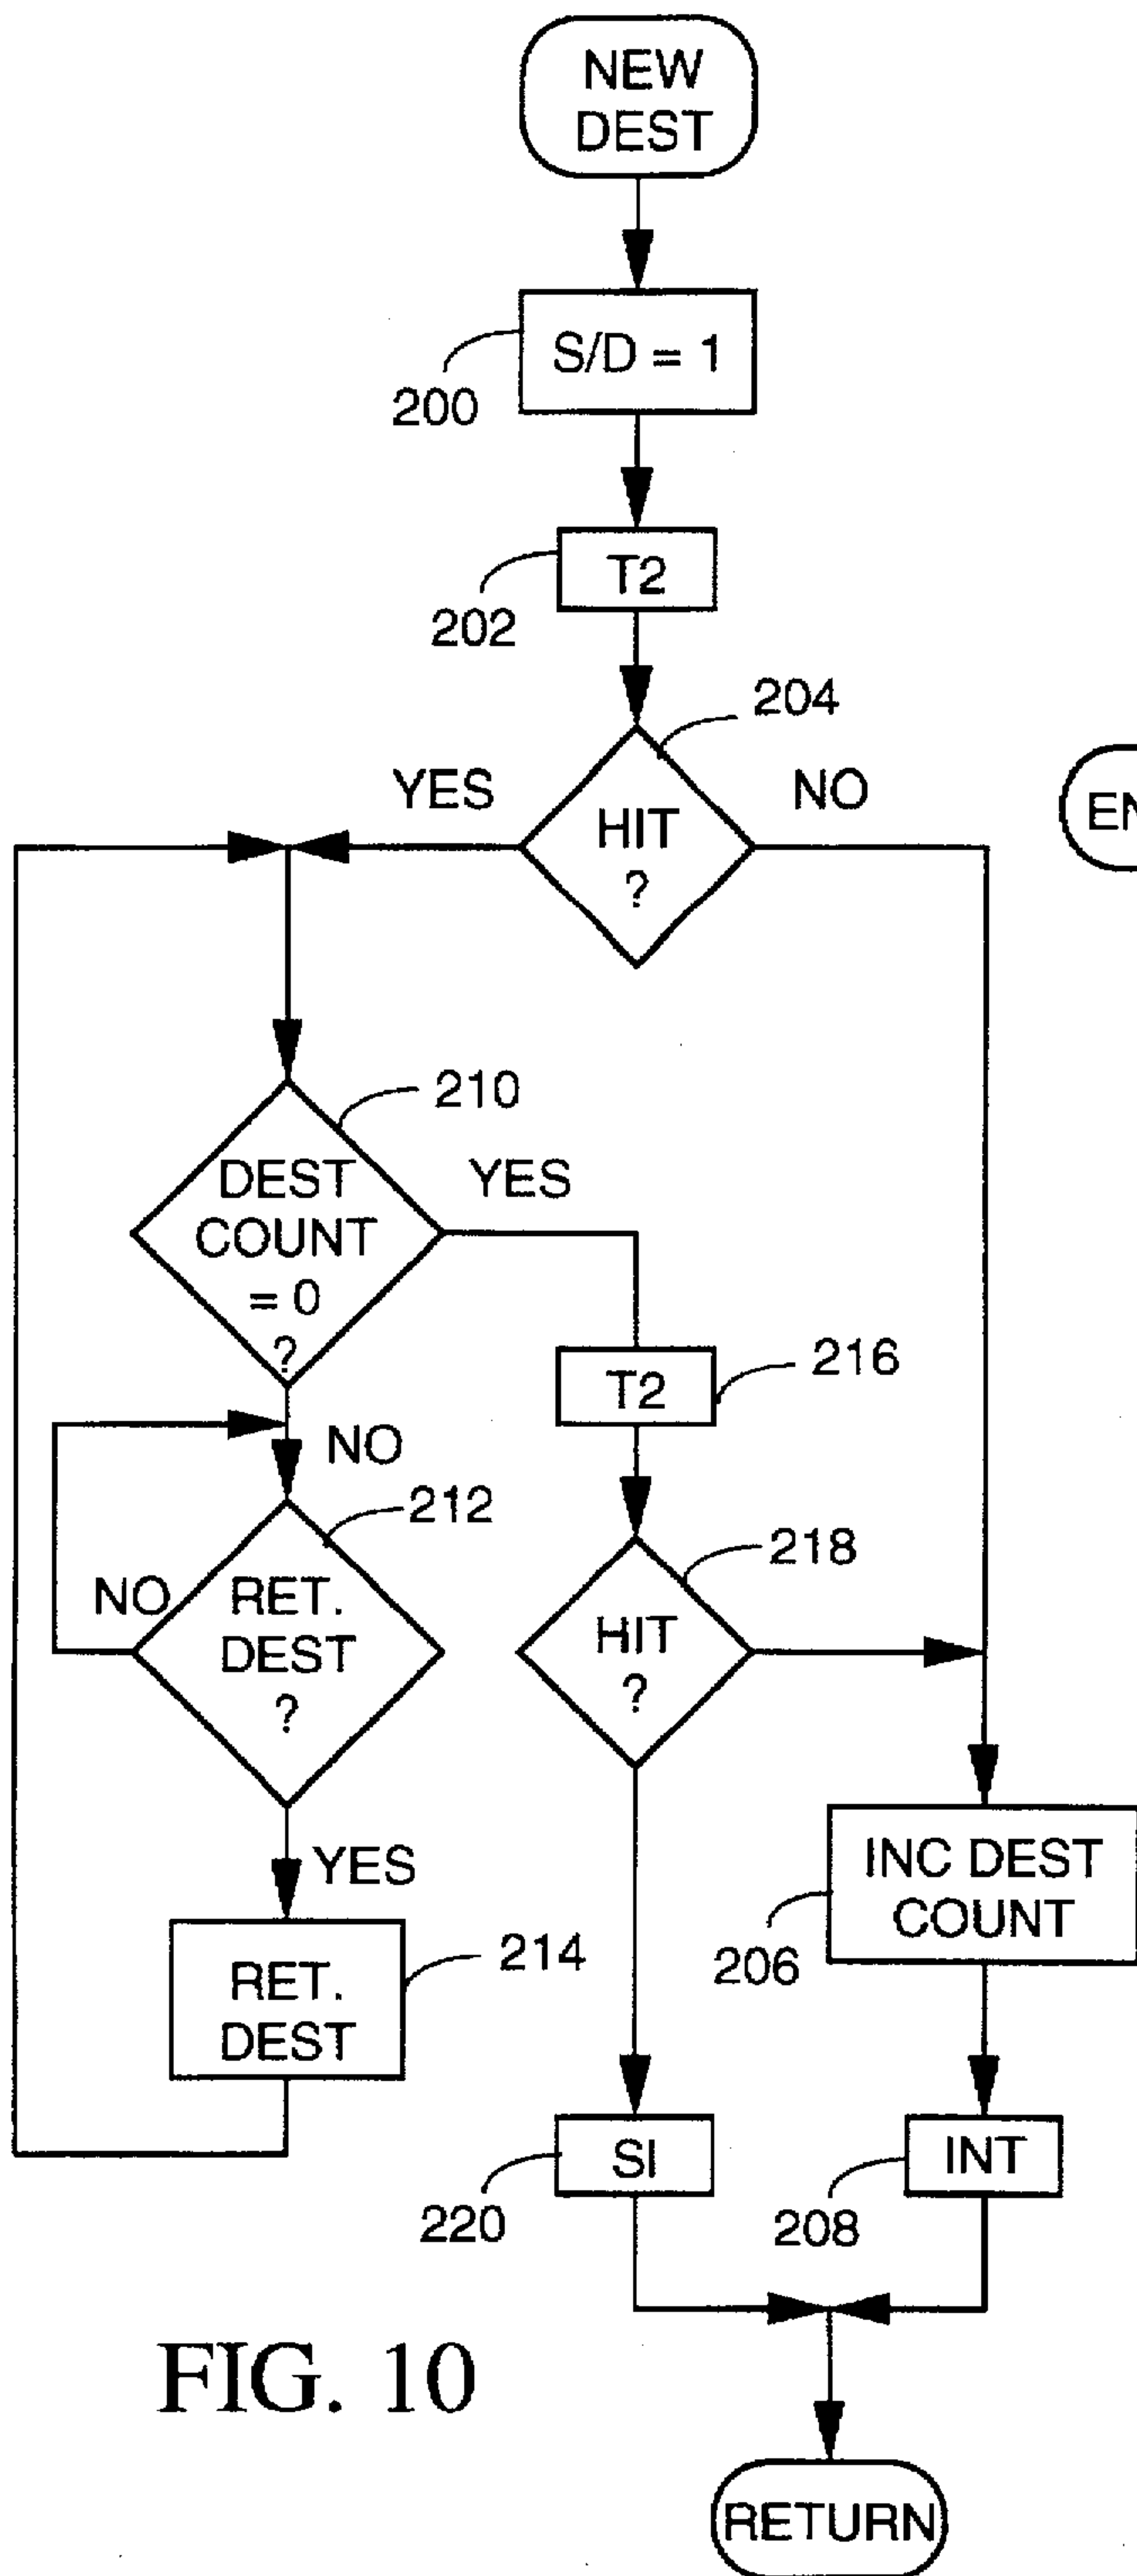 NEW
DEST
S/D = 1
200
T2
202
204
YES
NO
HIT
?
210
DEST
COUNT
= 0
?
YES
T2
216
NO
212
RET.
DEST
?
NO
218
HIT
?
YES
INC DEST
COUNT
206
RET.
DEST
214
SI
220
INT
208
FIG. 10
RETURN